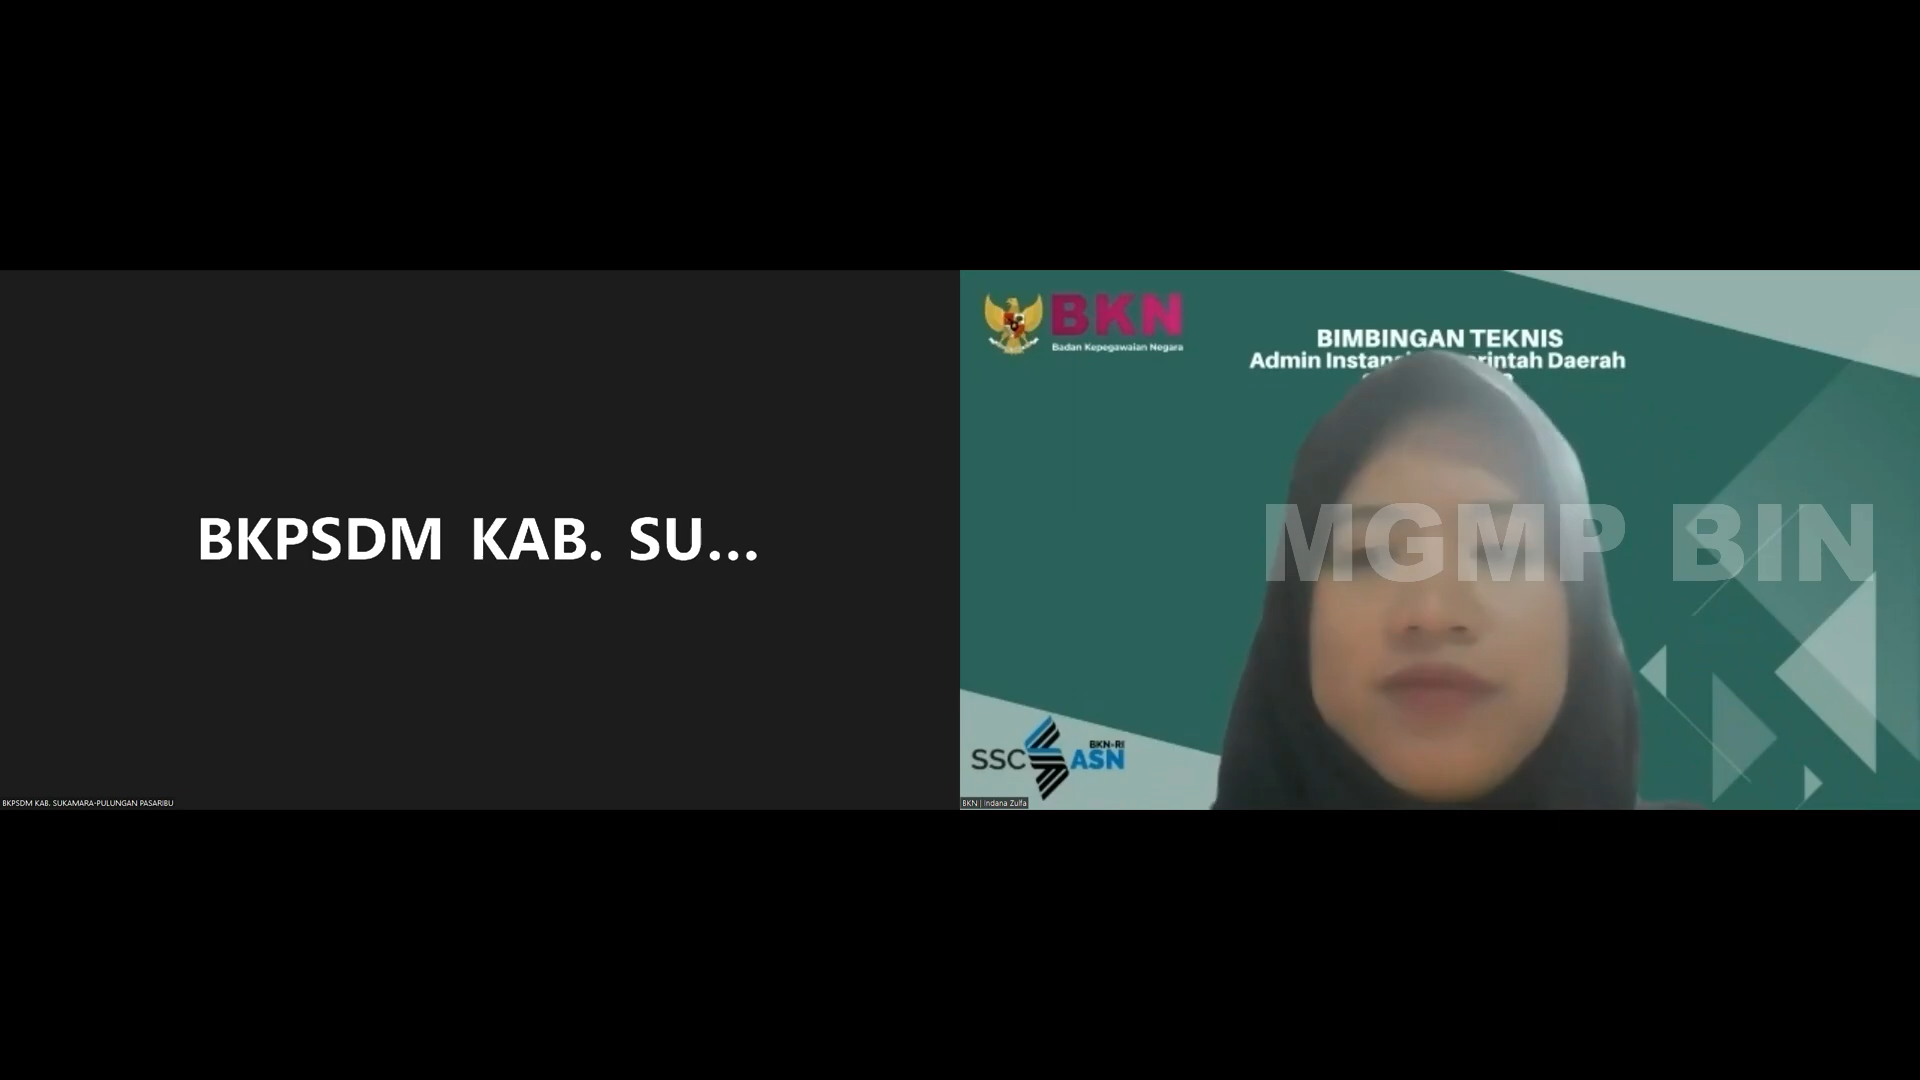 BKPSDM KAB. SU...
BKPSDM KAB. SUKAMARA-PULUNGAN PASARIBU
BKN
Badan Kepegawaian Negara
BIMBINGAN TEKNIS
Admin Instan rintah Daerah
MGMP BIN
SSC ASN
BKN-RI
BKN | Indana Zulfa